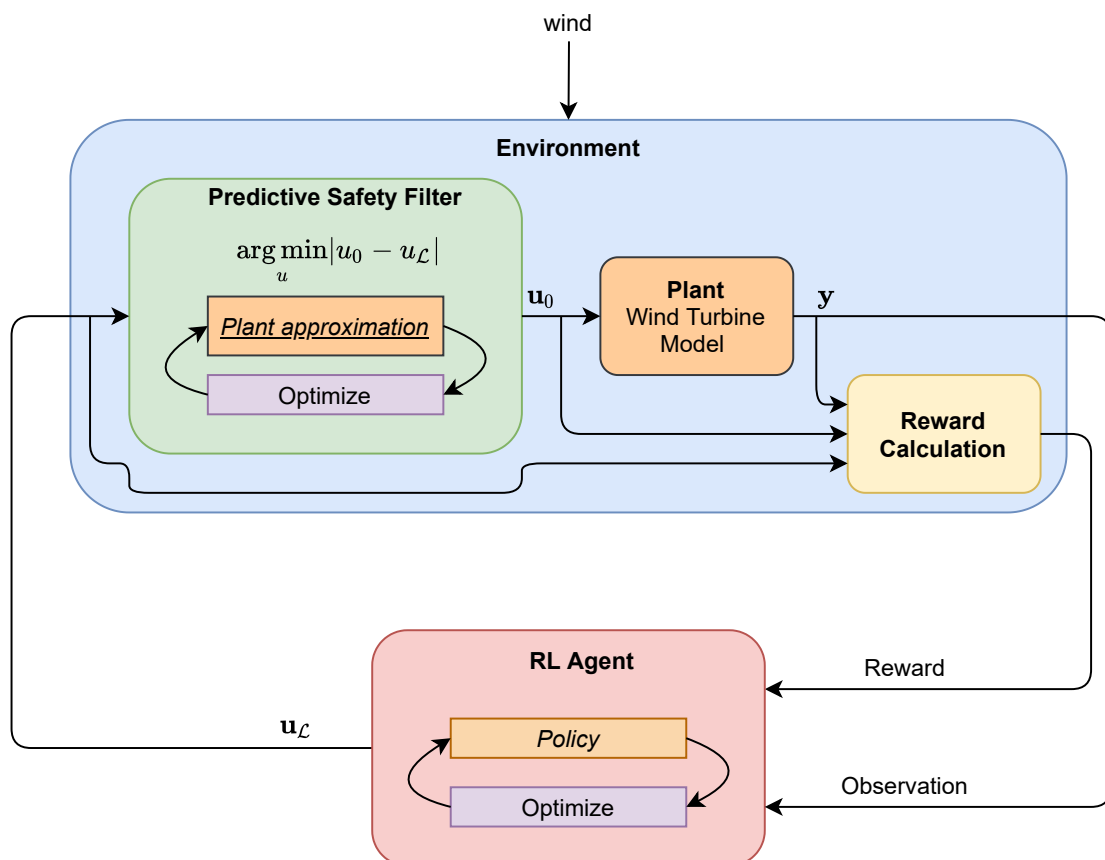 wind
Environment
Predictive Safety Filter
arg min|u₀ − u_ℒ|
u
Plant approximation
Optimize
u₀
Plant
Wind Turbine
Model
y
Reward
Calculation
RL Agent
Policy
Optimize
Reward
Observation
u_ℒ